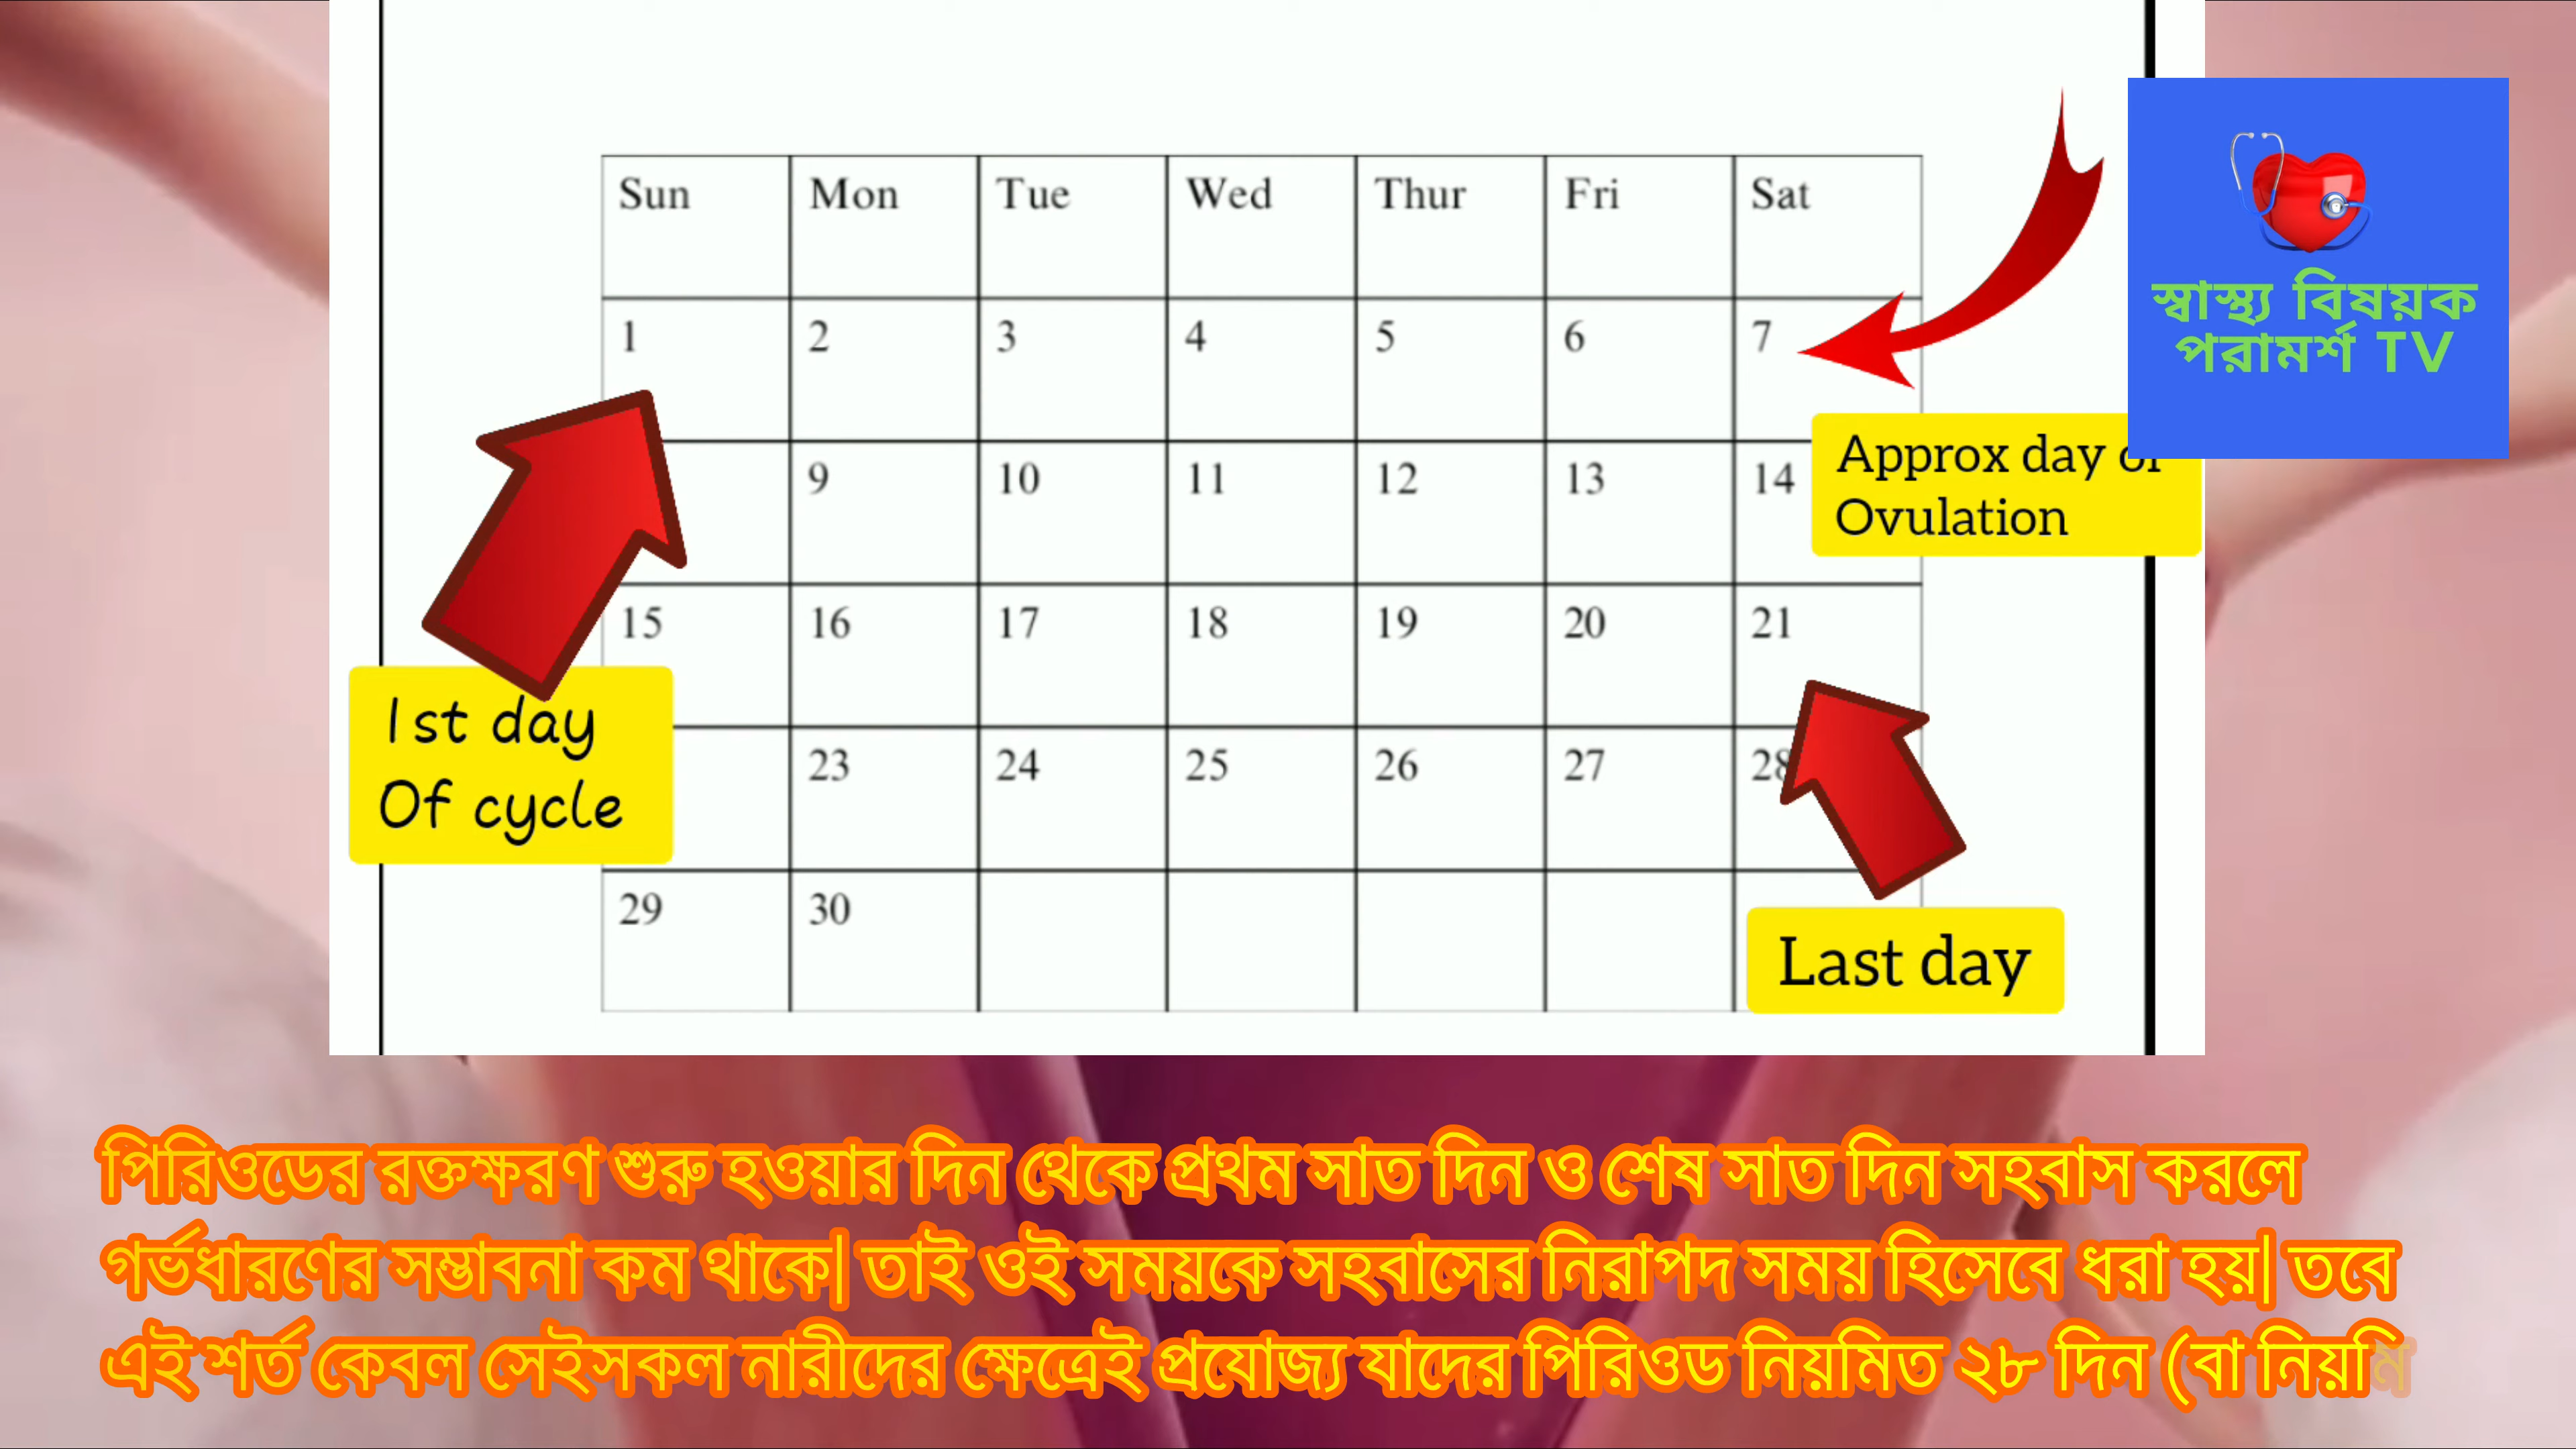 Sun Mon Tue Wed Thur Fri Sat
1 2 3 4 5 6 7
9 10 11 12 13 14
15 16 17 18 19 20 21
23 24 25 26 27 28
29 30
1st day
Of cycle
Approx day of
Ovulation
Last day
স্বাস্থ্য বিষয়ক
পরামর্শ TV
পিরিওডের রক্তক্ষরণ শুরু হওয়ার দিন থেকে প্রথম সাত দিন ও শেষ সাত দিন সহবাস করলে
গর্ভধারণের সম্ভাবনা কম থাকে| তাই ওই সময়কে সহবাসের নিরাপদ সময় হিসেবে ধরা হয়| তবে
এই শর্ত কেবল সেইসকল নারীদের ক্ষেত্রেই প্রযোজ্য যাদের পিরিওড নিয়মিত ২৮ দিন (বা নিয়মি